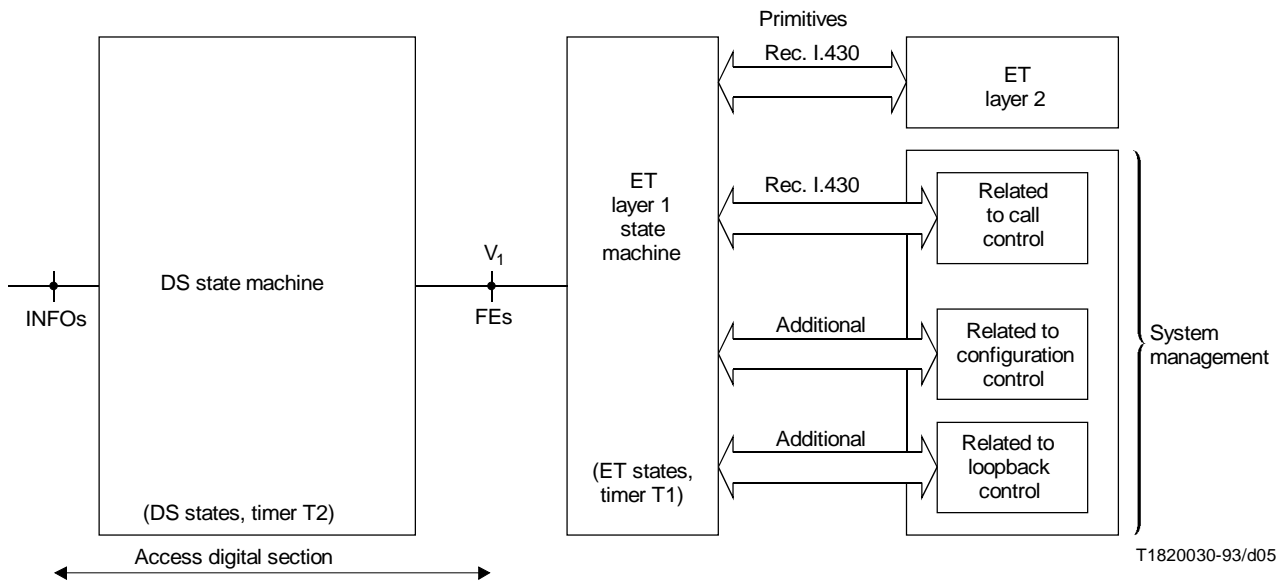 Primitives
Rec. I.430
ET
layer 2
ET
layer 1
state
machine
Rec. I.430
Related
to call
control
DS state machine
V1
INFOs
FEs
Additional
Related to
configuration
control
System
management
Additional
Related to
loopback
control
(ET states,
timer T1)
(DS states, timer T2)
Access digital section
T1820030-93/d05